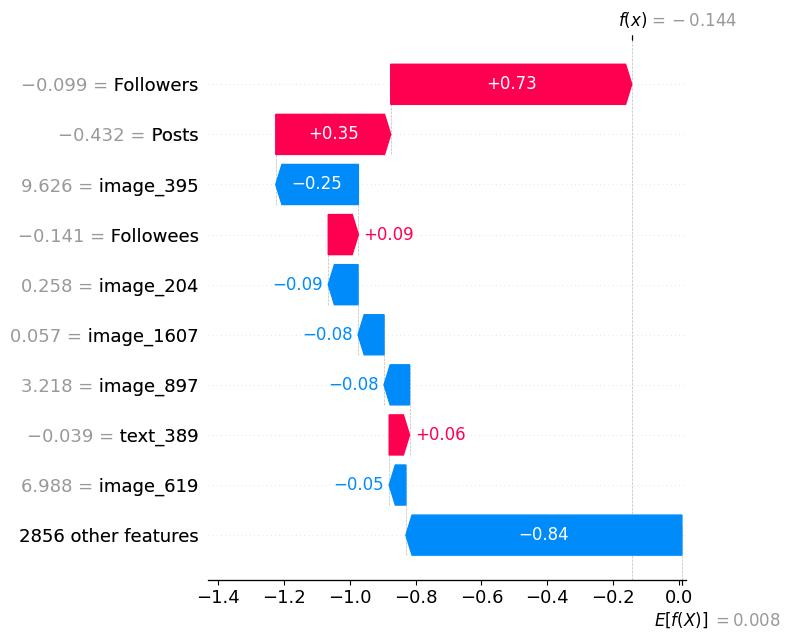 f(x) = −0.144
−0.099 = Followers +0.73
−0.432 = Posts +0.35
9.626 = image_395 −0.25
−0.141 = Followees +0.09
0.258 = image_204 −0.09
0.057 = image_1607 −0.08
3.218 = image_897 −0.08
−0.039 = text_389 +0.06
6.988 = image_619 −0.05
2856 other features −0.84
−1.4 −1.2 −1.0 −0.8 −0.6 −0.4 −0.2 0.0
E[f(X)] = 0.008